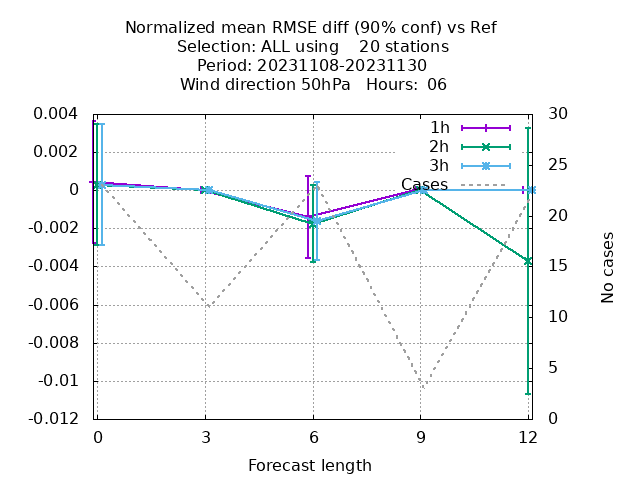 Normalized mean RMSE diff (90% conf) vs Ref
Selection: ALL using    20 stations
Period: 20231108-20231130
Wind direction 50hPa   Hours:  06
0.004
0.002
0
-0.002
-0.004
-0.006
-0.008
-0.01
-0.012
30
25
20
15
10
5
0
1h
2h
3h
Cases
No cases
0 3 6 9 12
Forecast length